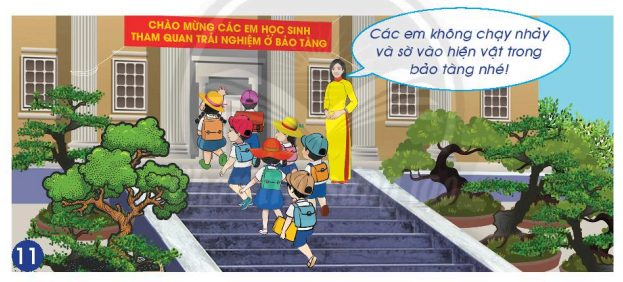 CHÀO MỪNG CÁC EM HỌC SINH
THAM QUAN TRẢI NGHIỆM Ở BẢO TÀNG
Các em không chạy nhảy
và sờ vào hiện vật trong
bảo tàng nhé!
11